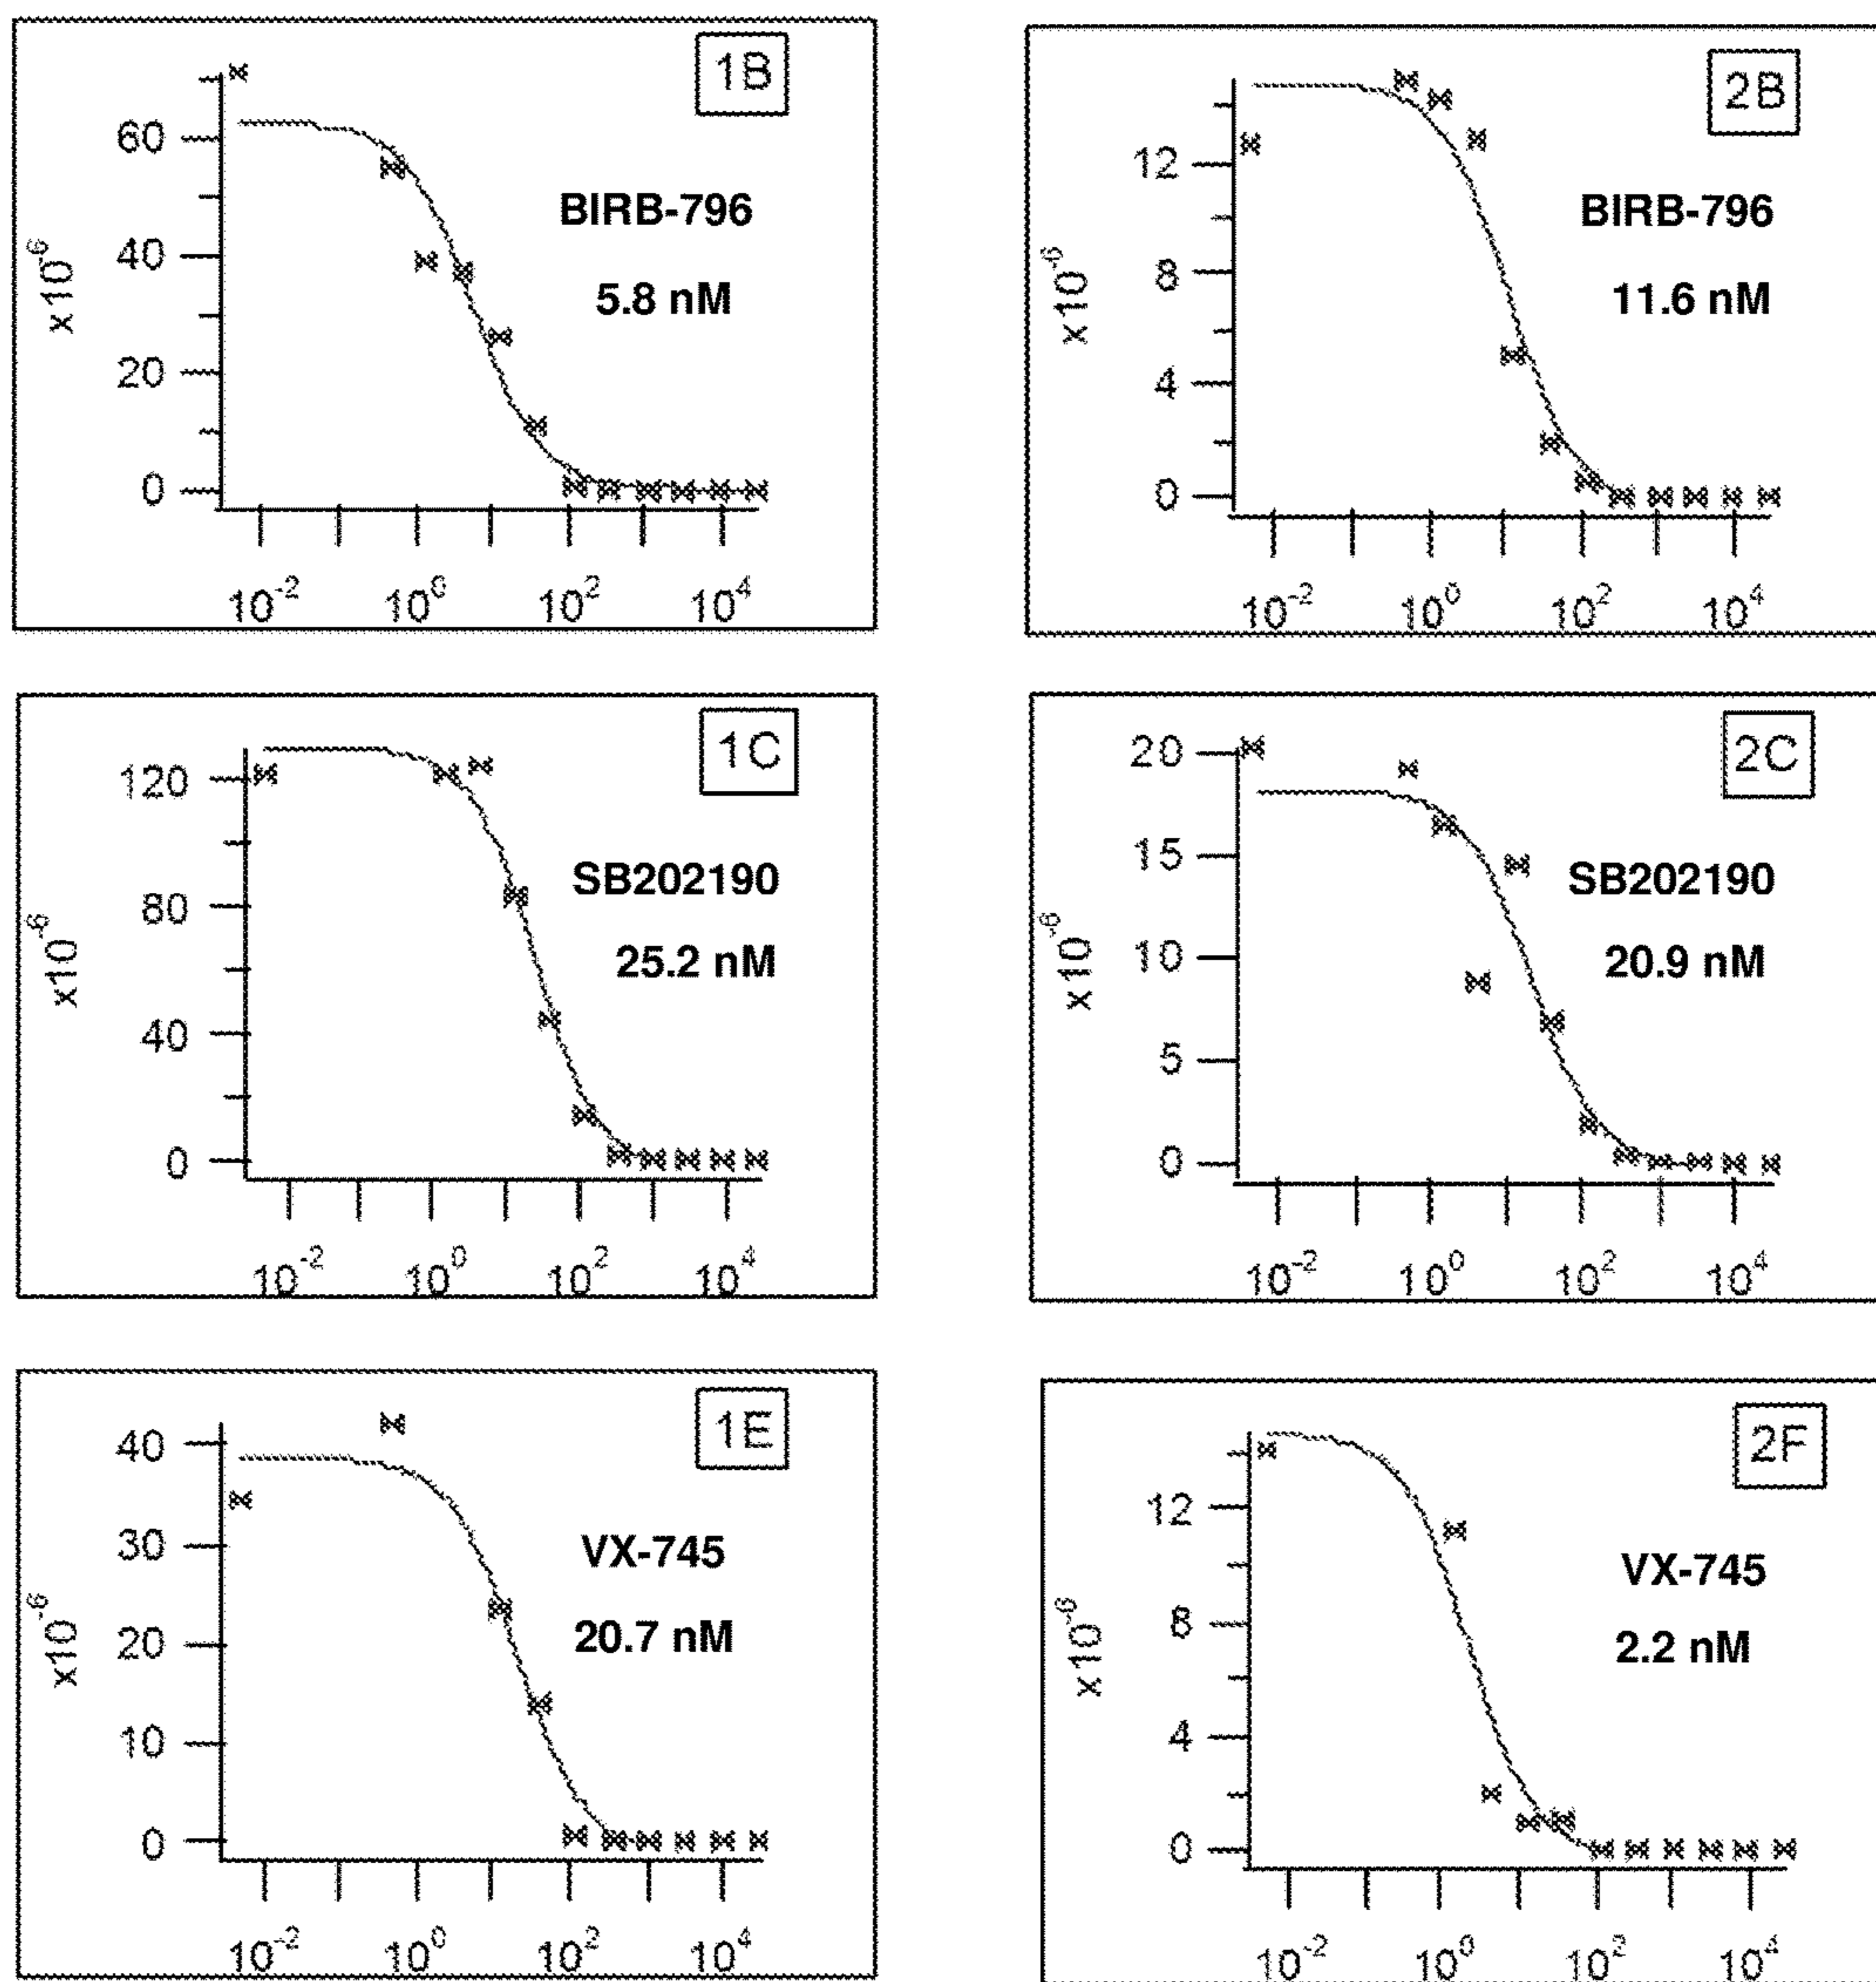 1B
60
40
20
0
x10⁻⁶
BIRB-796
5.8 nM
10⁻² 10⁰ 10² 10⁴
2B
12
8
4
0
x10⁻⁶
BIRB-796
11.6 nM
10⁻² 10⁰ 10² 10⁴
1C
120
80
40
0
x10⁻⁶
SB202190
25.2 nM
10⁻² 10⁰ 10² 10⁴
2C
20
15
10
5
0
x10⁻⁶
SB202190
20.9 nM
10⁻² 10⁰ 10² 10⁴
1E
40
30
20
10
0
x10⁻⁶
VX-745
20.7 nM
10⁻² 10⁰ 10² 10⁴
2F
12
8
4
0
x10⁻⁶
VX-745
2.2 nM
10⁻² 10⁰ 10² 10⁴